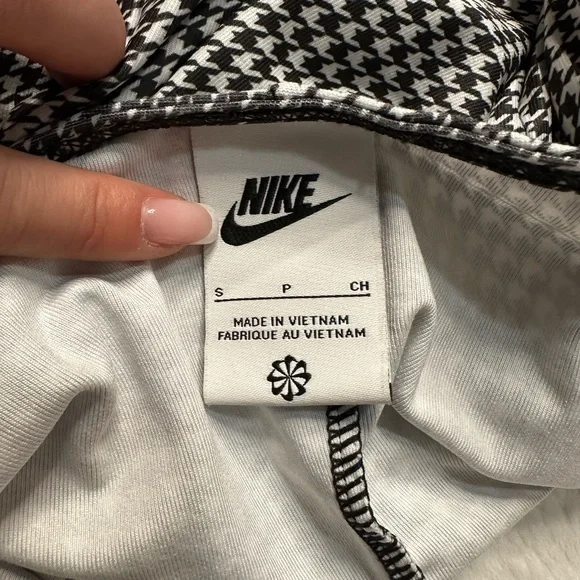 NIKE
S P CH
MADE IN VIETNAM
FABRIQUE AU VIETNAM